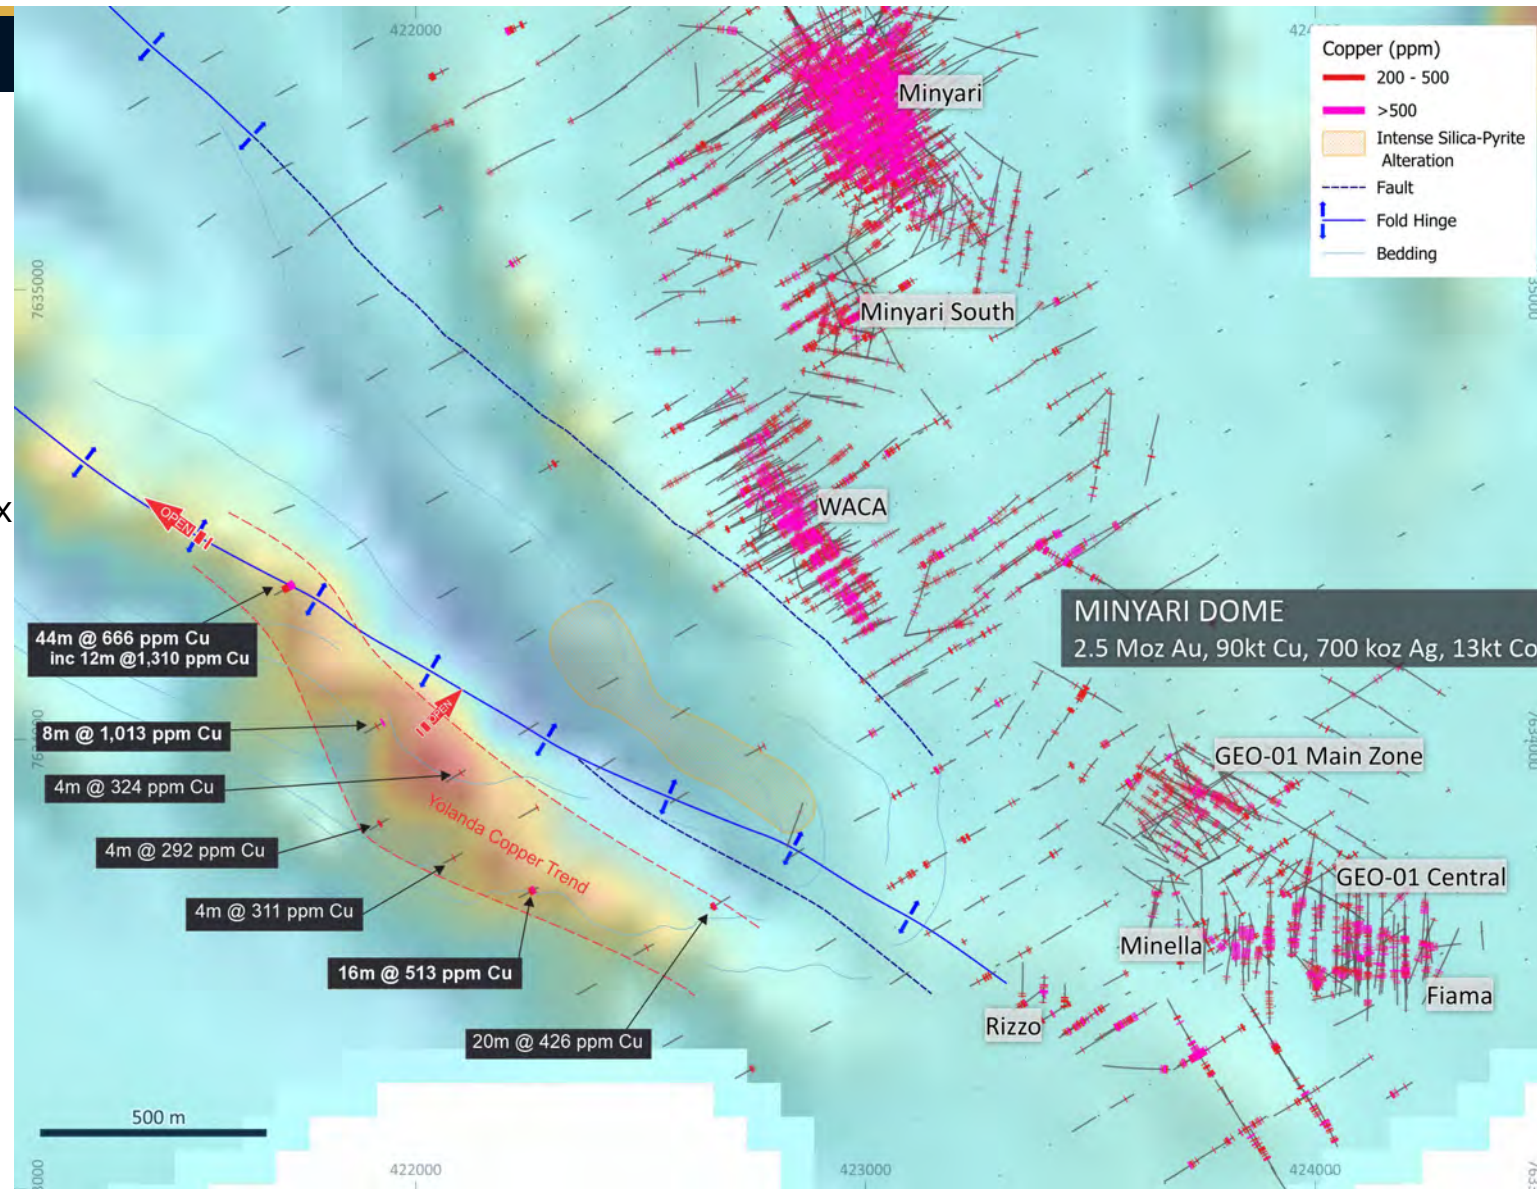 422000
423000
424000
Copper (ppm)
200 - 500
>500
Intense Silica-Pyrite
Alteration
Fault
Fold Hinge
Bedding
Minyari
7635000
Minyari South
x
WACA
OPEN
MINYARI DOME
2.5 Moz Au, 90kt Cu, 700 koz Ag, 13kt Co
44m @ 666 ppm Cu
inc 12m @1,310 ppm Cu
OPEN
8m @ 1,013 ppm Cu
7634000
GEO-01 Main Zone
4m @ 324 ppm Cu
Yolanda Copper Trend
4m @ 292 ppm Cu
GEO-01 Central
4m @ 311 ppm Cu
Minella
16m @ 513 ppm Cu
Fiama
Rizzo
20m @ 426 ppm Cu
500 m
422000
423000
424000